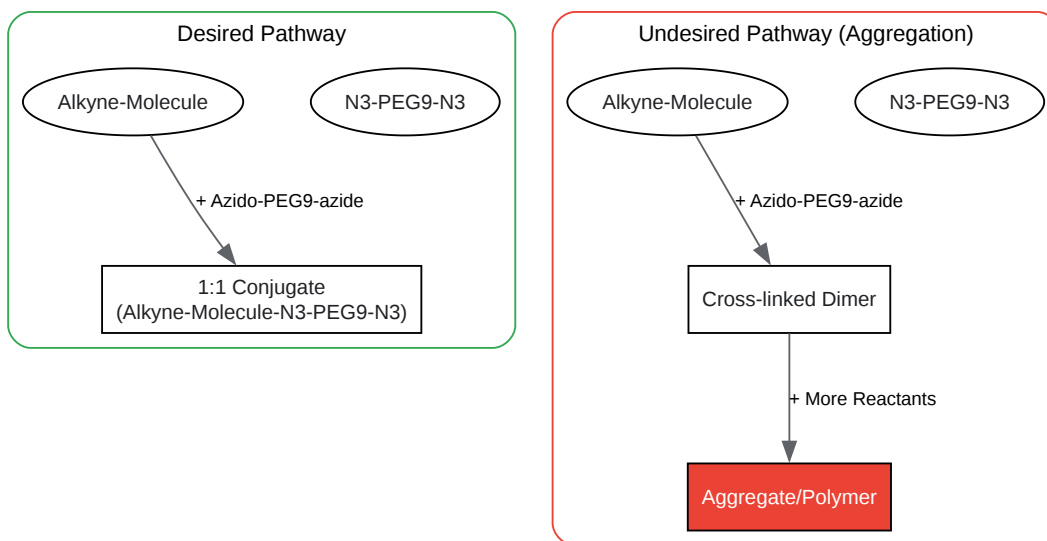 Desired Pathway
Alkyne-Molecule
N3-PEG9-N3
+ Azido-PEG9-azide
1:1 Conjugate
(Alkyne-Molecule-N3-PEG9-N3)
Undesired Pathway (Aggregation)
Alkyne-Molecule
N3-PEG9-N3
+ Azido-PEG9-azide
Cross-linked Dimer
+ More Reactants
Aggregate/Polymer